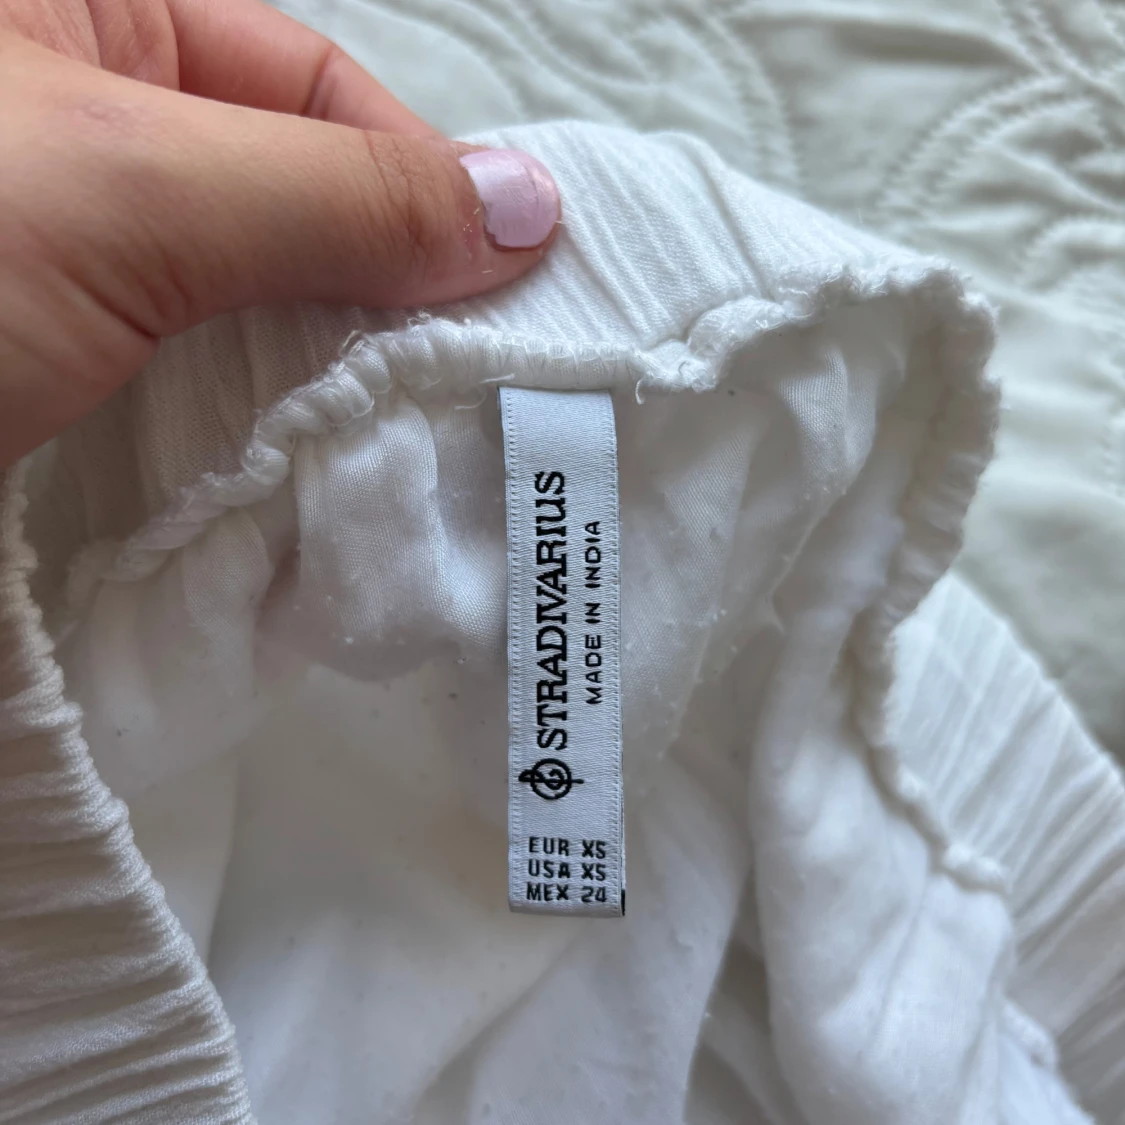 STRADIVARIUS
MADE IN INDIA
EUR XS
USA XS
MEX 24